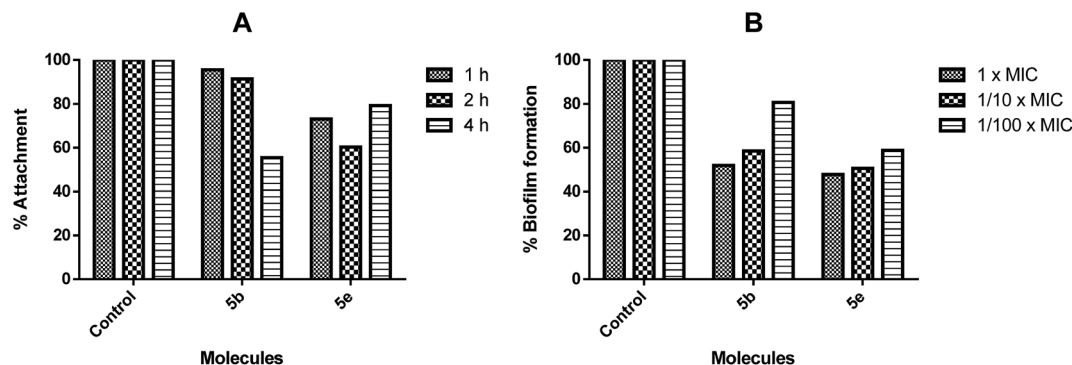 A
% Attachment
100
80
60
40
20
0
Control
5b
5e
Molecules
1 h
2 h
4 h
B
% Biofilm formation
100
80
60
40
20
0
Control
5b
5e
Molecules
1 x MIC
1/10 x MIC
1/100 x MIC